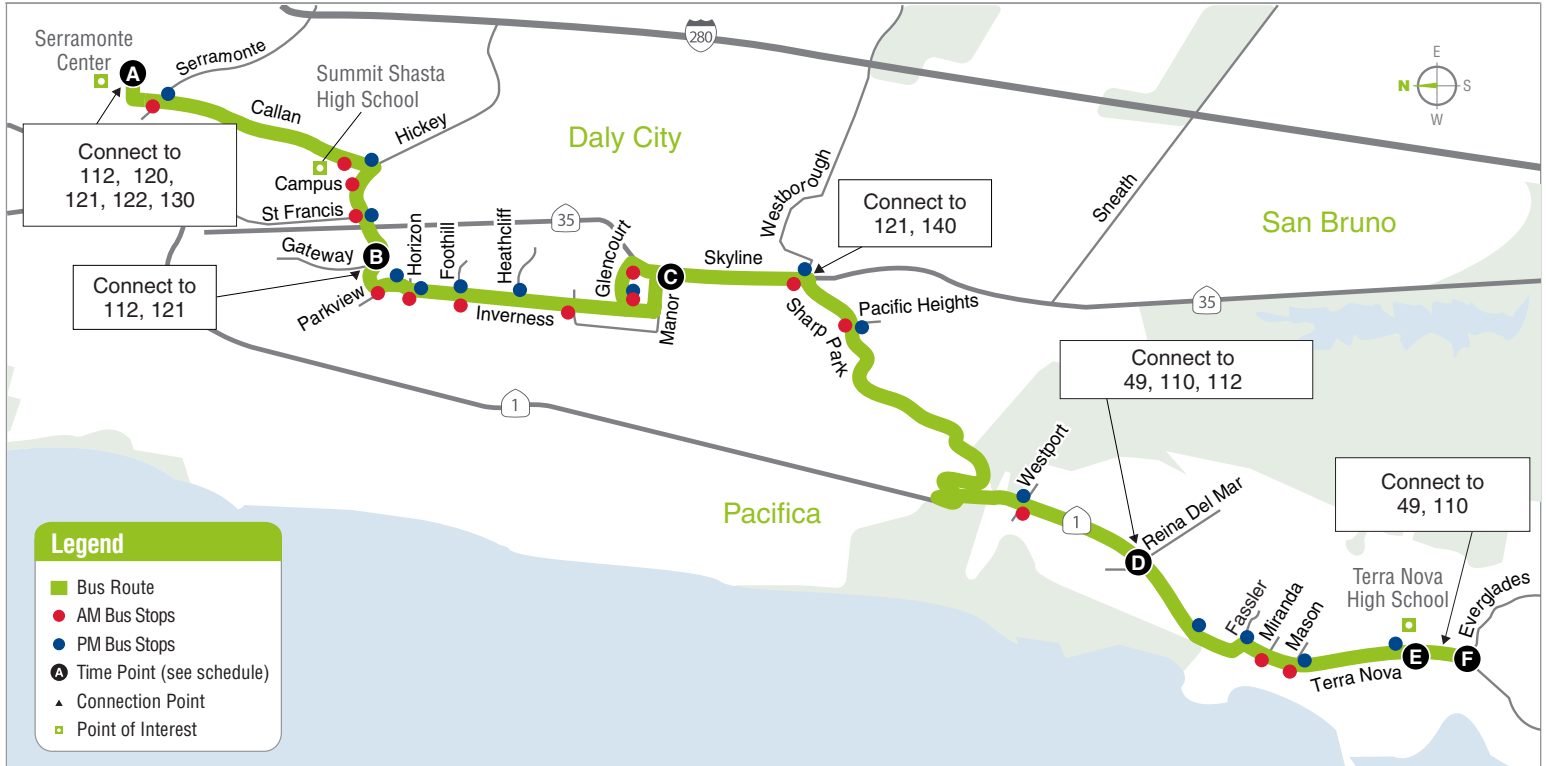 280
Serramonte
Center
A
Serramonte
Summit Shasta
High School
Callan
Hickey
Daly City
E
N
S
W
Connect to
112, 120,
121, 122, 130
Campus
St Francis
35
Westborough
Connect to
121, 140
Sneath
San Bruno
Gateway
B
Horizon
Foothill
Heathcliff
Glencourt
C
Skyline
Connect to
112, 121
Parkview
Inverness
Manor
Sharp Park
Pacific Heights
35
Connect to
49, 110, 112
1
Westport
Connect to
49, 110
Pacifica
1
Reina Del Mar
D
Legend
Bus Route
AM Bus Stops
PM Bus Stops
A Time Point (see schedule)
Connection Point
Point of Interest
Fassler
Miranda
Mason
Terra Nova
High School
Everglades
Terra Nova
E
F